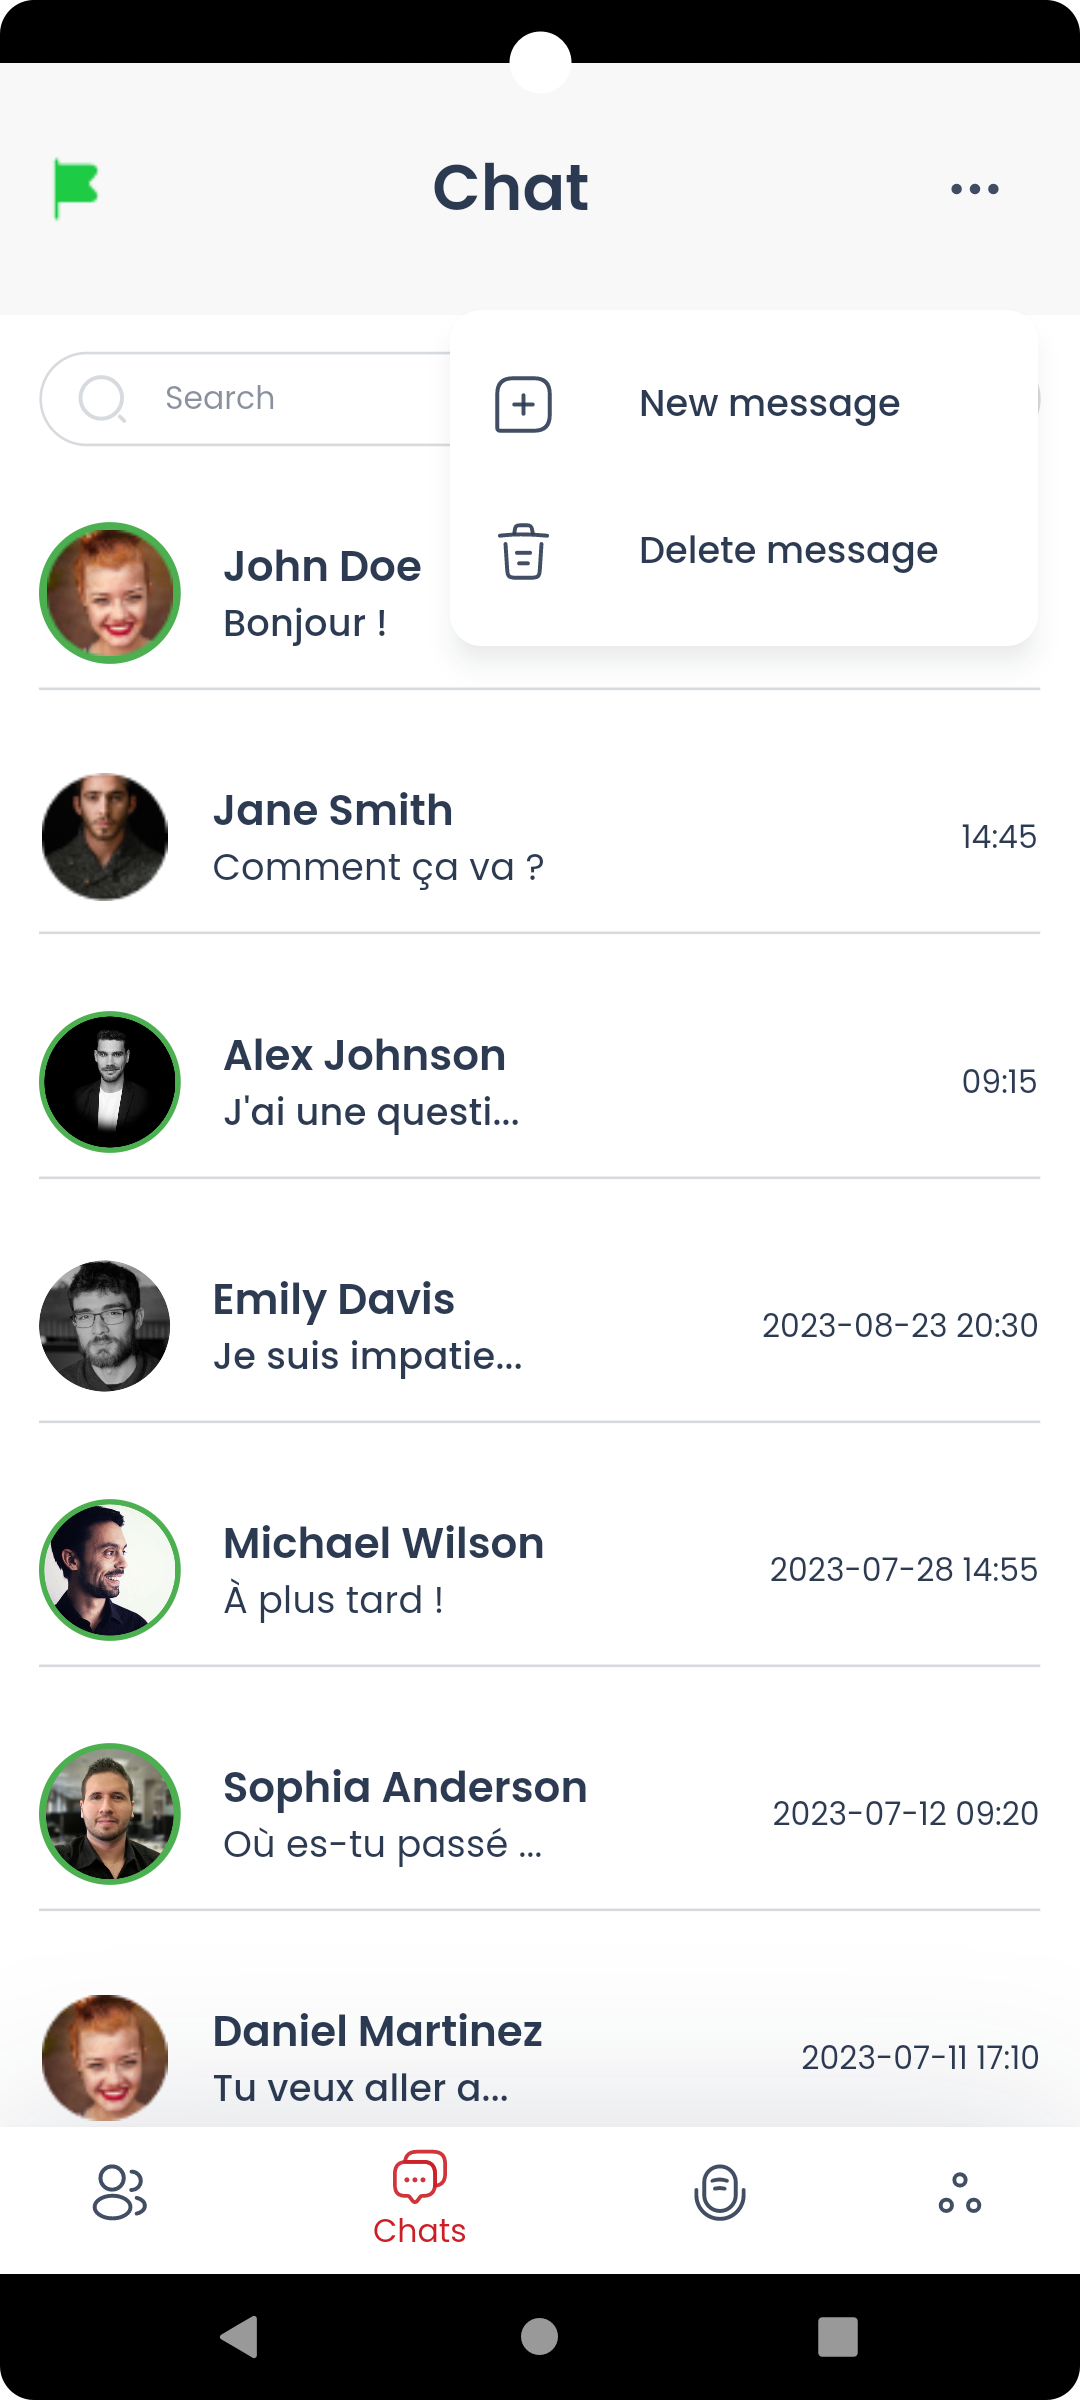 Chat
Search
New message
Delete message
John Doe
Bonjour !
Jane Smith
Comment ça va ?
14:45
Alex Johnson
J'ai une questi...
09:15
Emily Davis
Je suis impatie...
2023-08-23 20:30
Michael Wilson
À plus tard !
2023-07-28 14:55
Sophia Anderson
Où es-tu passé ...
2023-07-12 09:20
Daniel Martinez
Tu veux aller a...
2023-07-11 17:10
Chats